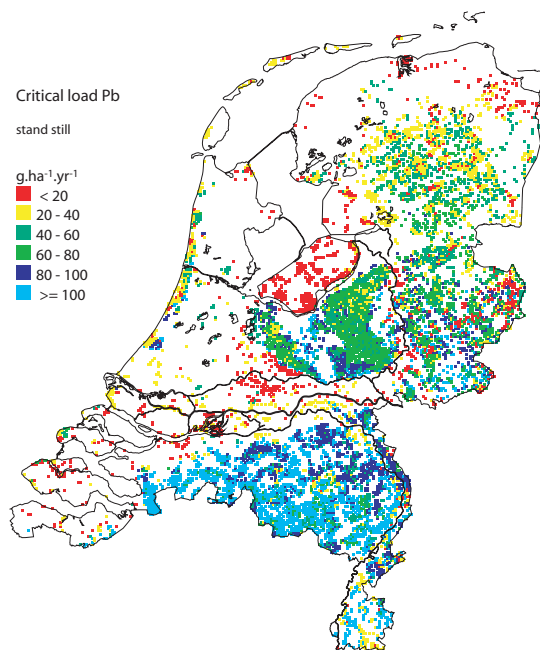 Critical load Pb
stand still
g.ha⁻¹.yr⁻¹
< 20
20 - 40
40 - 60
60 - 80
80 - 100
>= 100